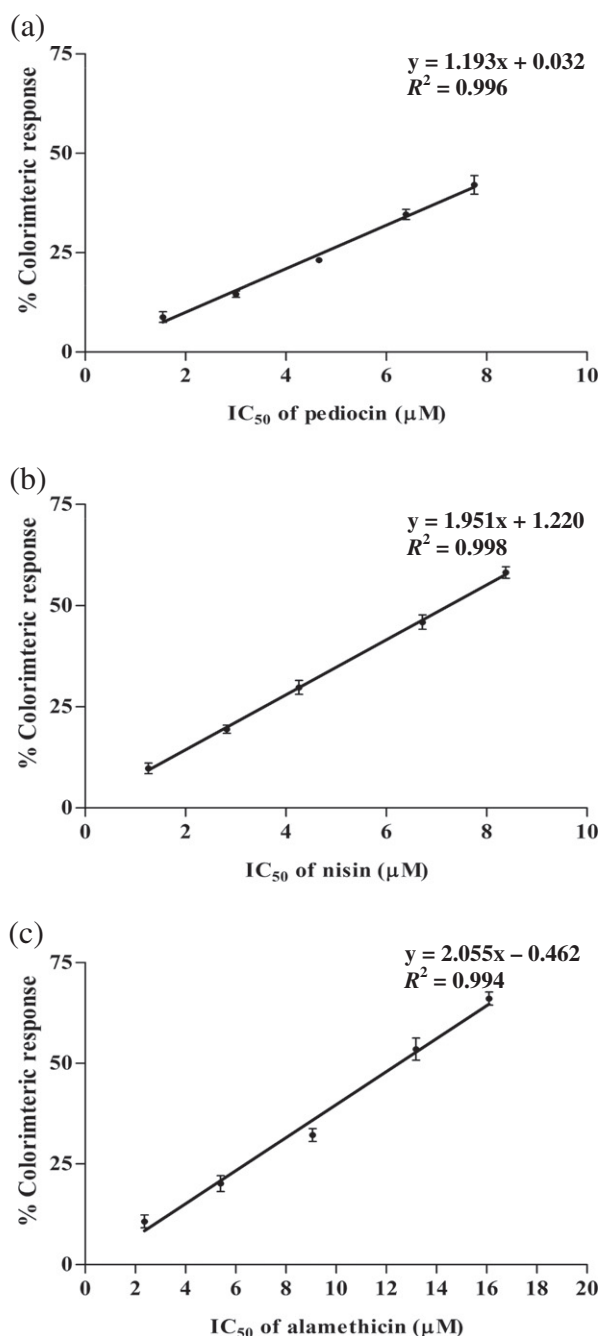 (a)
y = 1.193x + 0.032
R² = 0.996
% Colorimteric response
75
50
25
0
0 2 4 6 8 10
IC₅₀ of pediocin (μM)
(b)
y = 1.951x + 1.220
R² = 0.998
% Colorimteric response
75
50
25
0
0 2 4 6 8 10
IC₅₀ of nisin (μM)
(c)
y = 2.055x – 0.462
R² = 0.994
% Colorimteric response
75
50
25
0
0 2 4 6 8 10 12 14 16 18 20
IC₅₀ of alamethicin (μM)